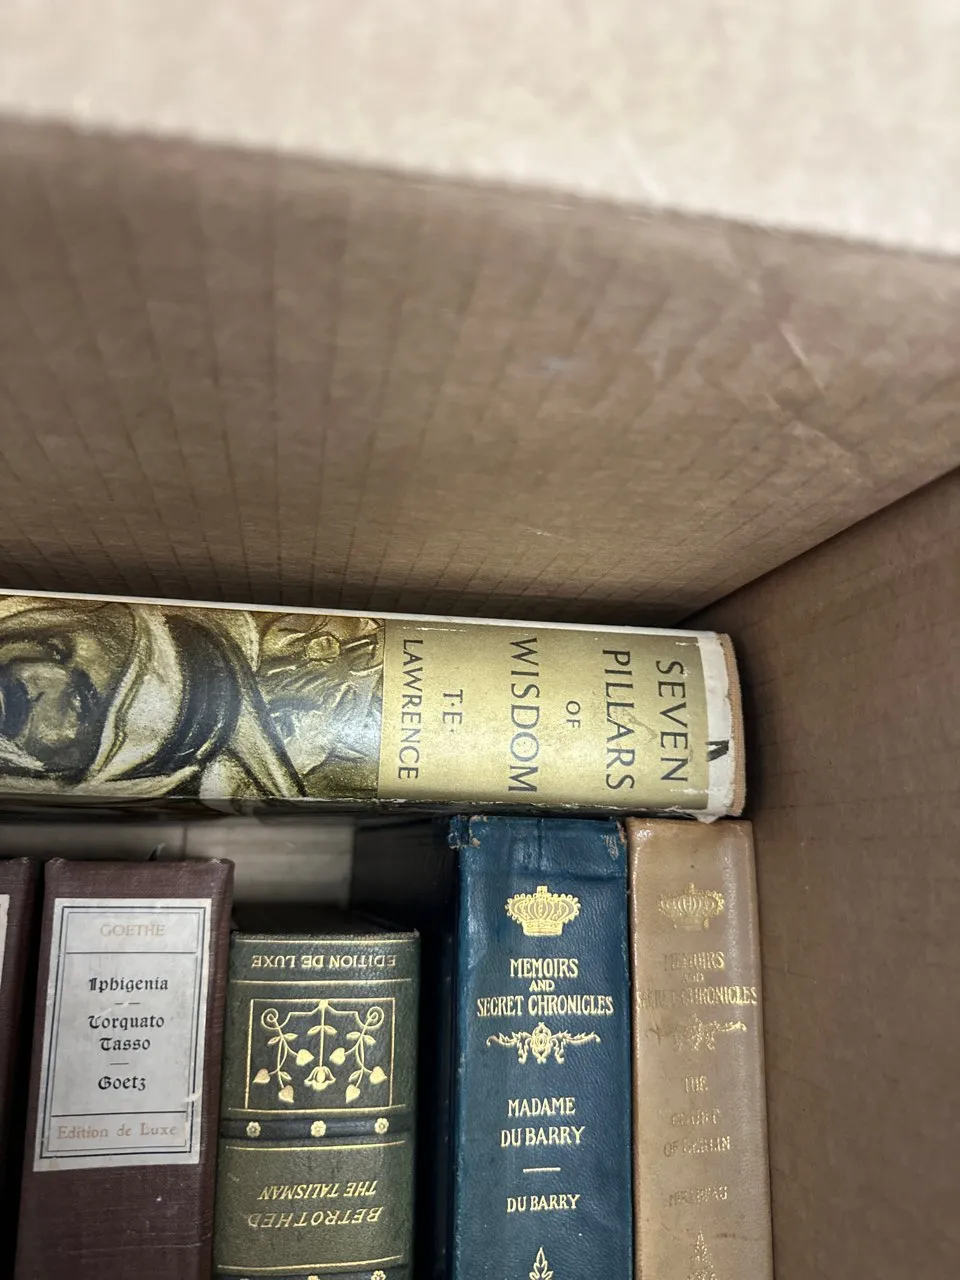 SEVEN
PILLARS
OF
WISDOM
T·E·
LAWRENCE
GOETHE
Iphigenia
Torquato
Tasso
Goetz
Edition de Luxe
EDITION DE LUXE
BETROTHED
THE TALISMAN
MEMOIRS
AND
SECRET CHRONICLES
MADAME
DU BARRY
DU BARRY
MEMOIRS
AND
SECRET CHRONICLES
THE
COURT
OF BERLIN